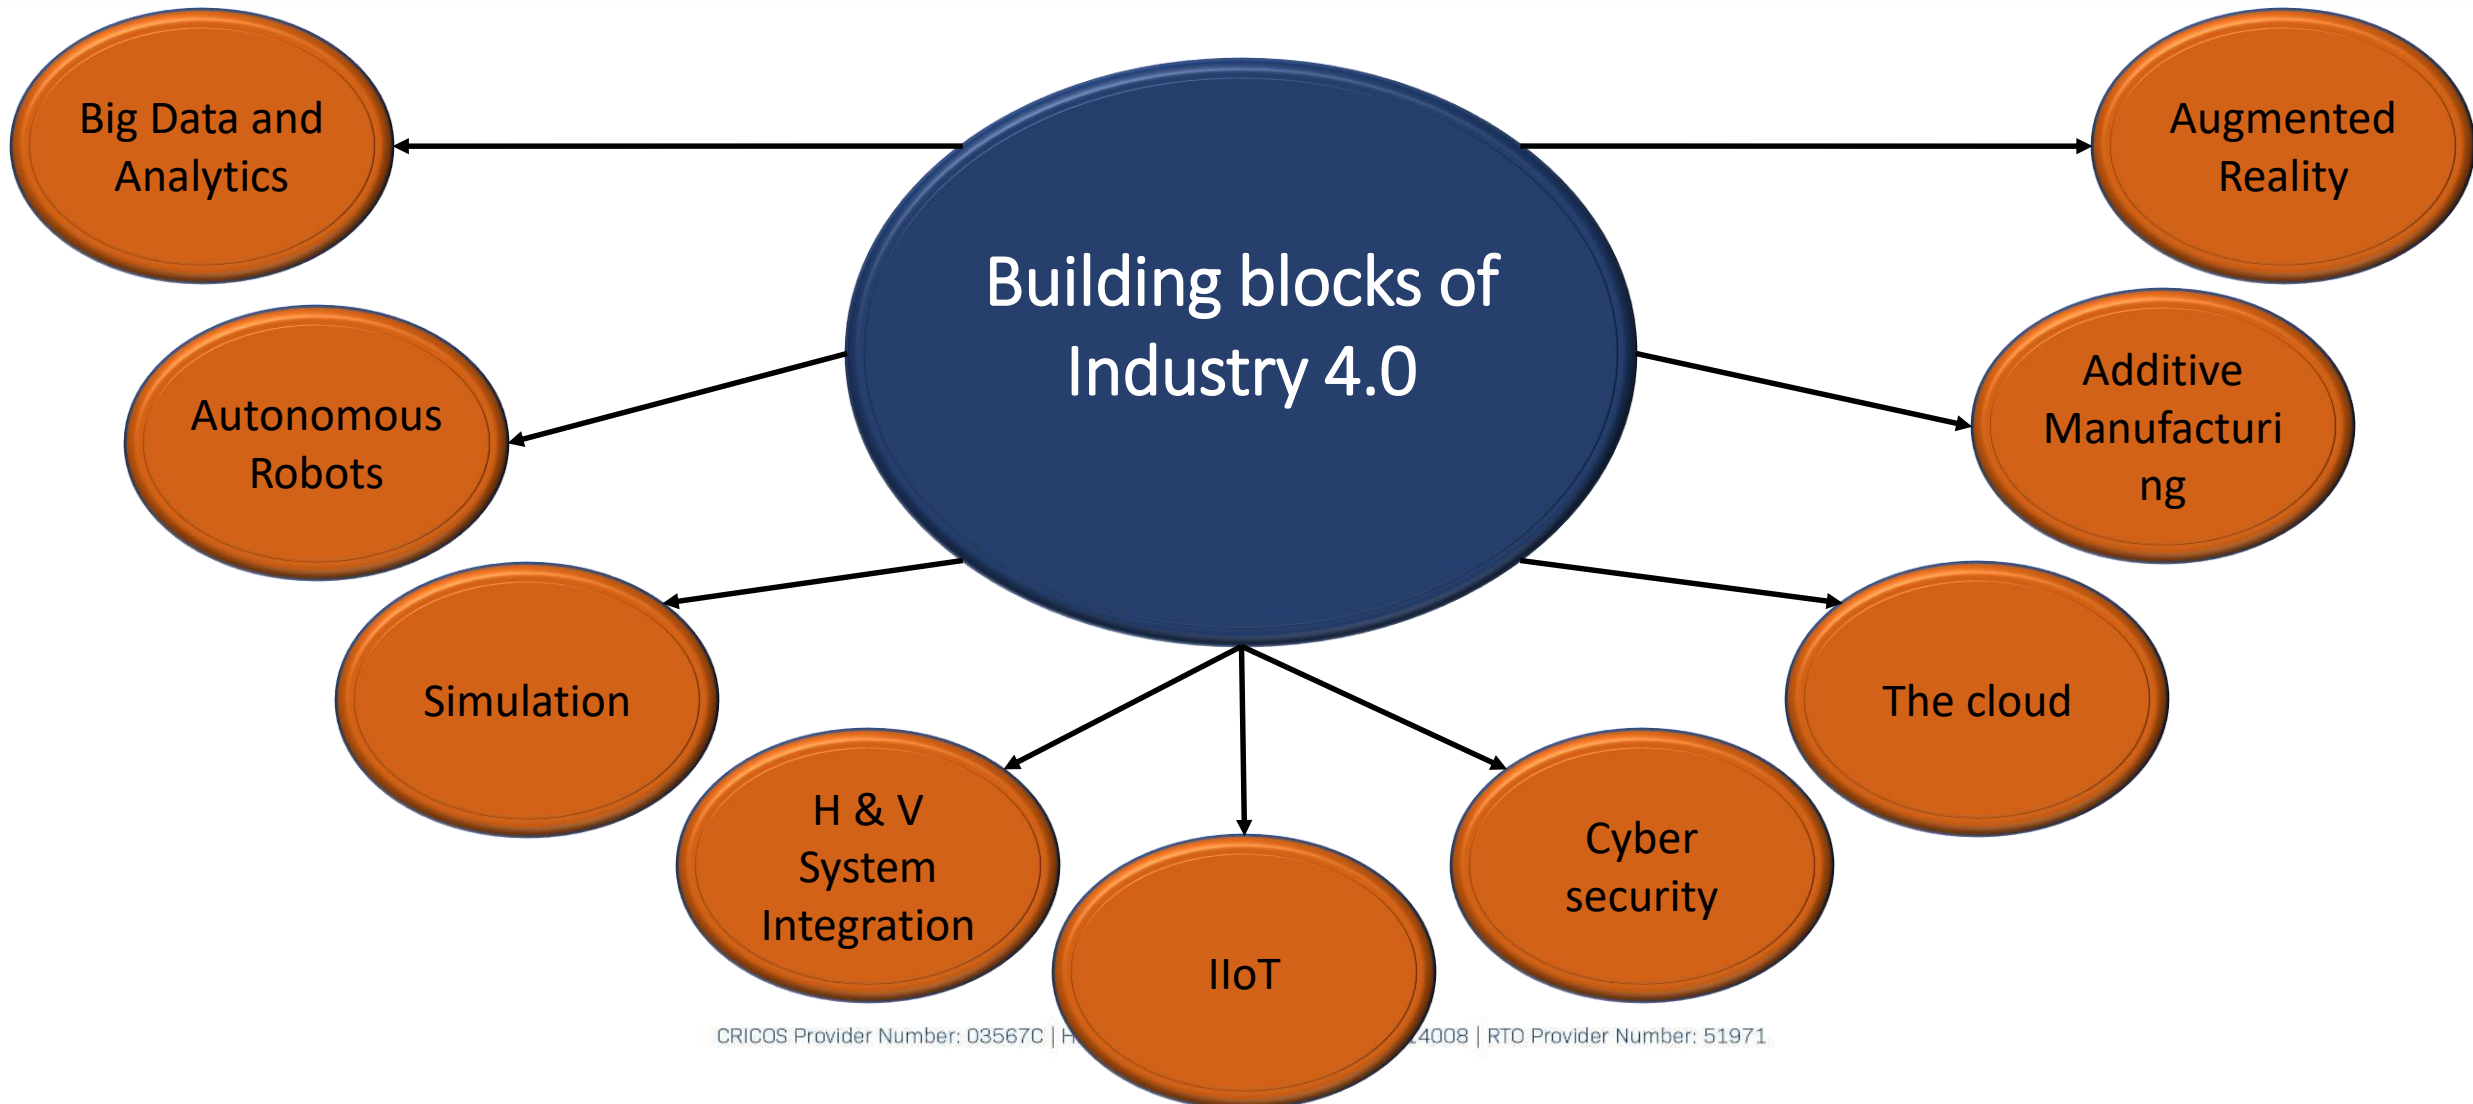 Big Data and
Analytics
Augmented
Reality
Building blocks of
Industry 4.0
Autonomous
Robots
Additive
Manufacturi
ng
Simulation
The cloud
H & V
System
Integration
IIoT
Cyber
security
CRICOS Provider Number: 03567C | H
4008 | RTO Provider Number: 51971